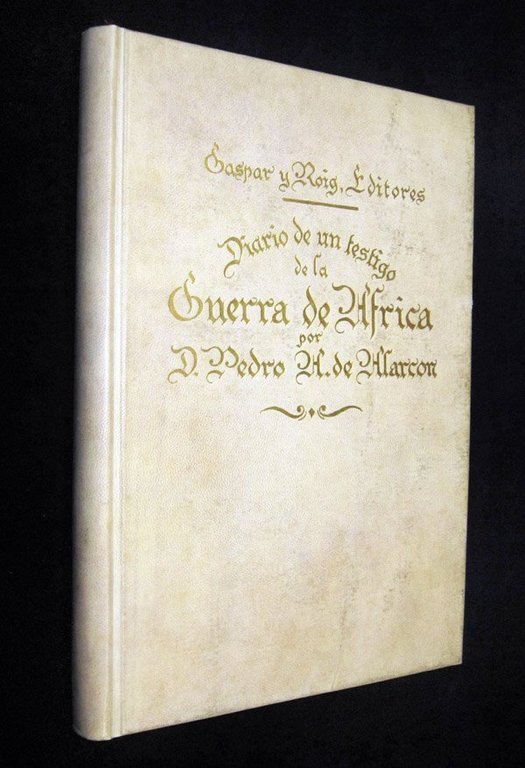 Gaspar y Roig, Editores
Diario de un testigo
de la
Guerra de Africa
por
D. Pedro A. de Alarcon